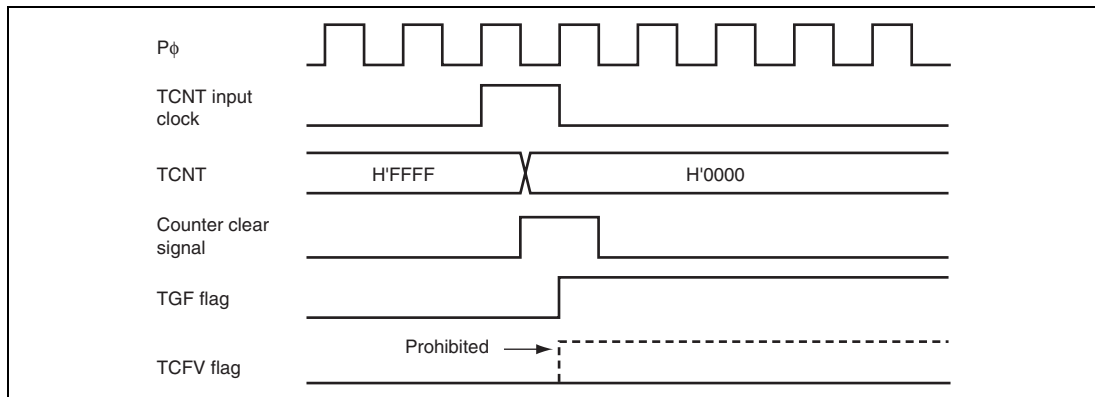 Pϕ
TCNT input
clock
TCNT
H'FFFF
H'0000
Counter clear
signal
TGF flag
Prohibited
TCFV flag